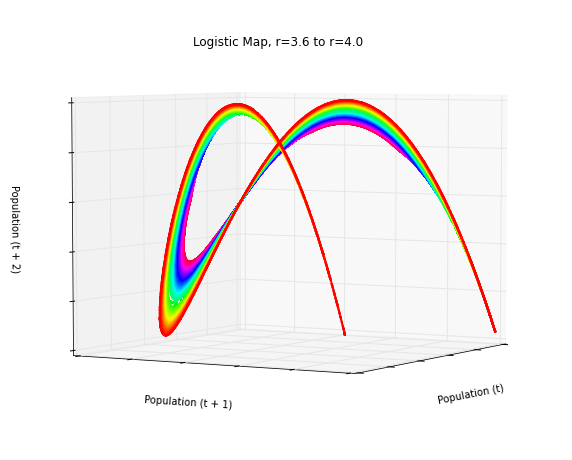 Logistic Map, r=3.6 to r=4.0
Population (t + 2)
Population (t + 1)
Population (t)